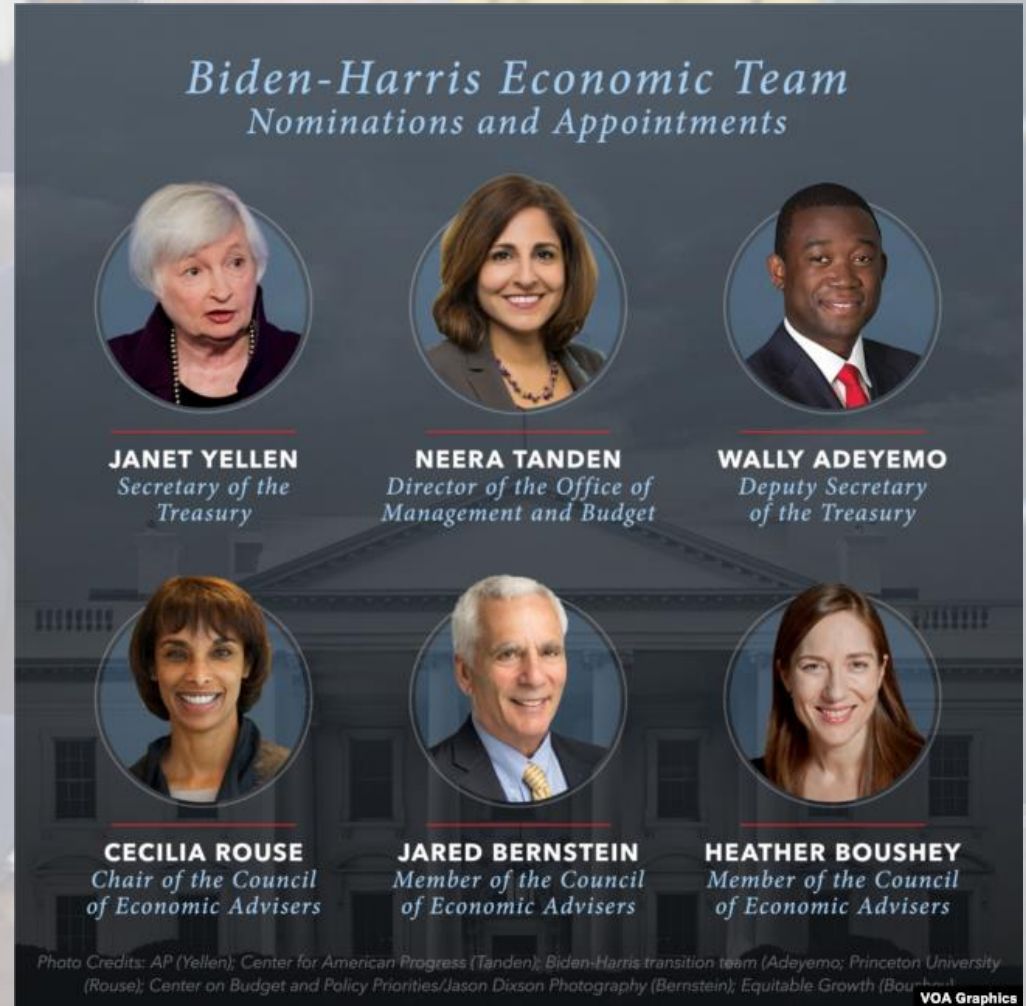 Biden-Harris Economic Team
Nominations and Appointments
JANET YELLEN
Secretary of the
Treasury
NEERA TANDEN
Director of the Office of
Management and Budget
WALLY ADEYEMO
Deputy Secretary
of the Treasury
CECILIA ROUSE
Chair of the Council
of Economic Advisers
JARED BERNSTEIN
Member of the Council
of Economic Advisers
HEATHER BOUSHEY
Member of the Council
of Economic Advisers
Photo Credits: AP (Yellen); Center for American Progress (Tanden); Biden-Harris transition team (Adeyemo; Princeton University
(Rouse); Center on Budget and Policy Priorities/Jason Dixson Photography (Bernstein); Equitable Growth
VOA Graphics